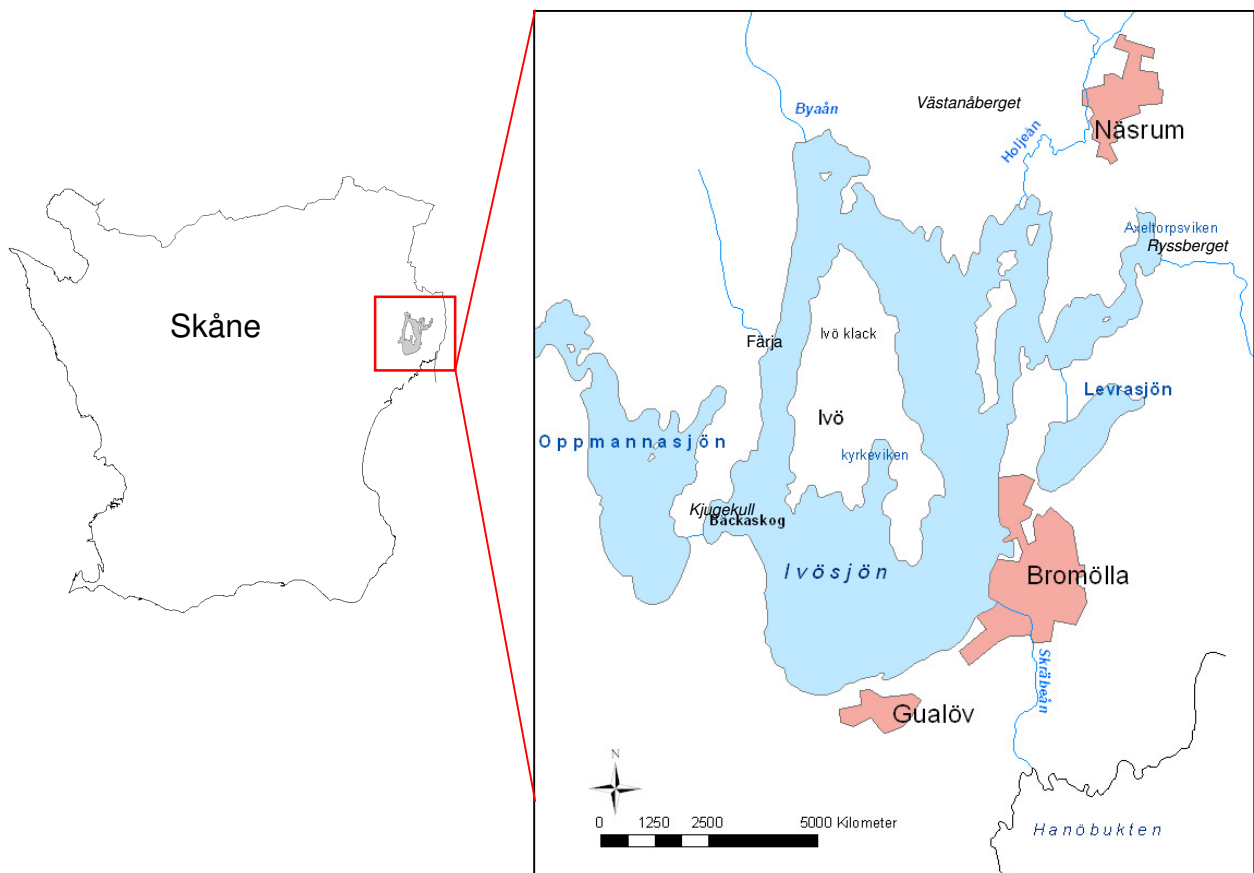 Skåne
Byaån
Västanåberget
Näsrum
Holjeån
Axeltorpsviken
Ryssberget
Ivö klack
Färja
Levrasjön
Ivö
Oppmannasjön
kyrkeviken
Kjugekull
Bäckaskog
Ivösjön
Bromölla
Skräbeån
Gualöv
N
0 1250 2500 5000 Kilometer
Hanöbukten